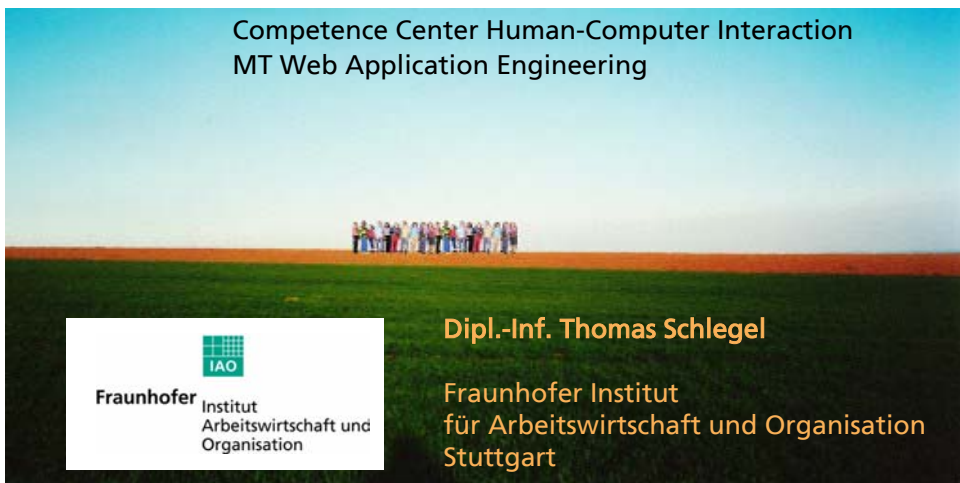 Competence Center Human-Computer Interaction
MT Web Application Engineering
Dipl.-Inf. Thomas Schlegel
IAO
Fraunhofer Institut
Arbeitswirtschaft und
Organisation
Fraunhofer Institut
für Arbeitswirtschaft und Organisation
Stuttgart